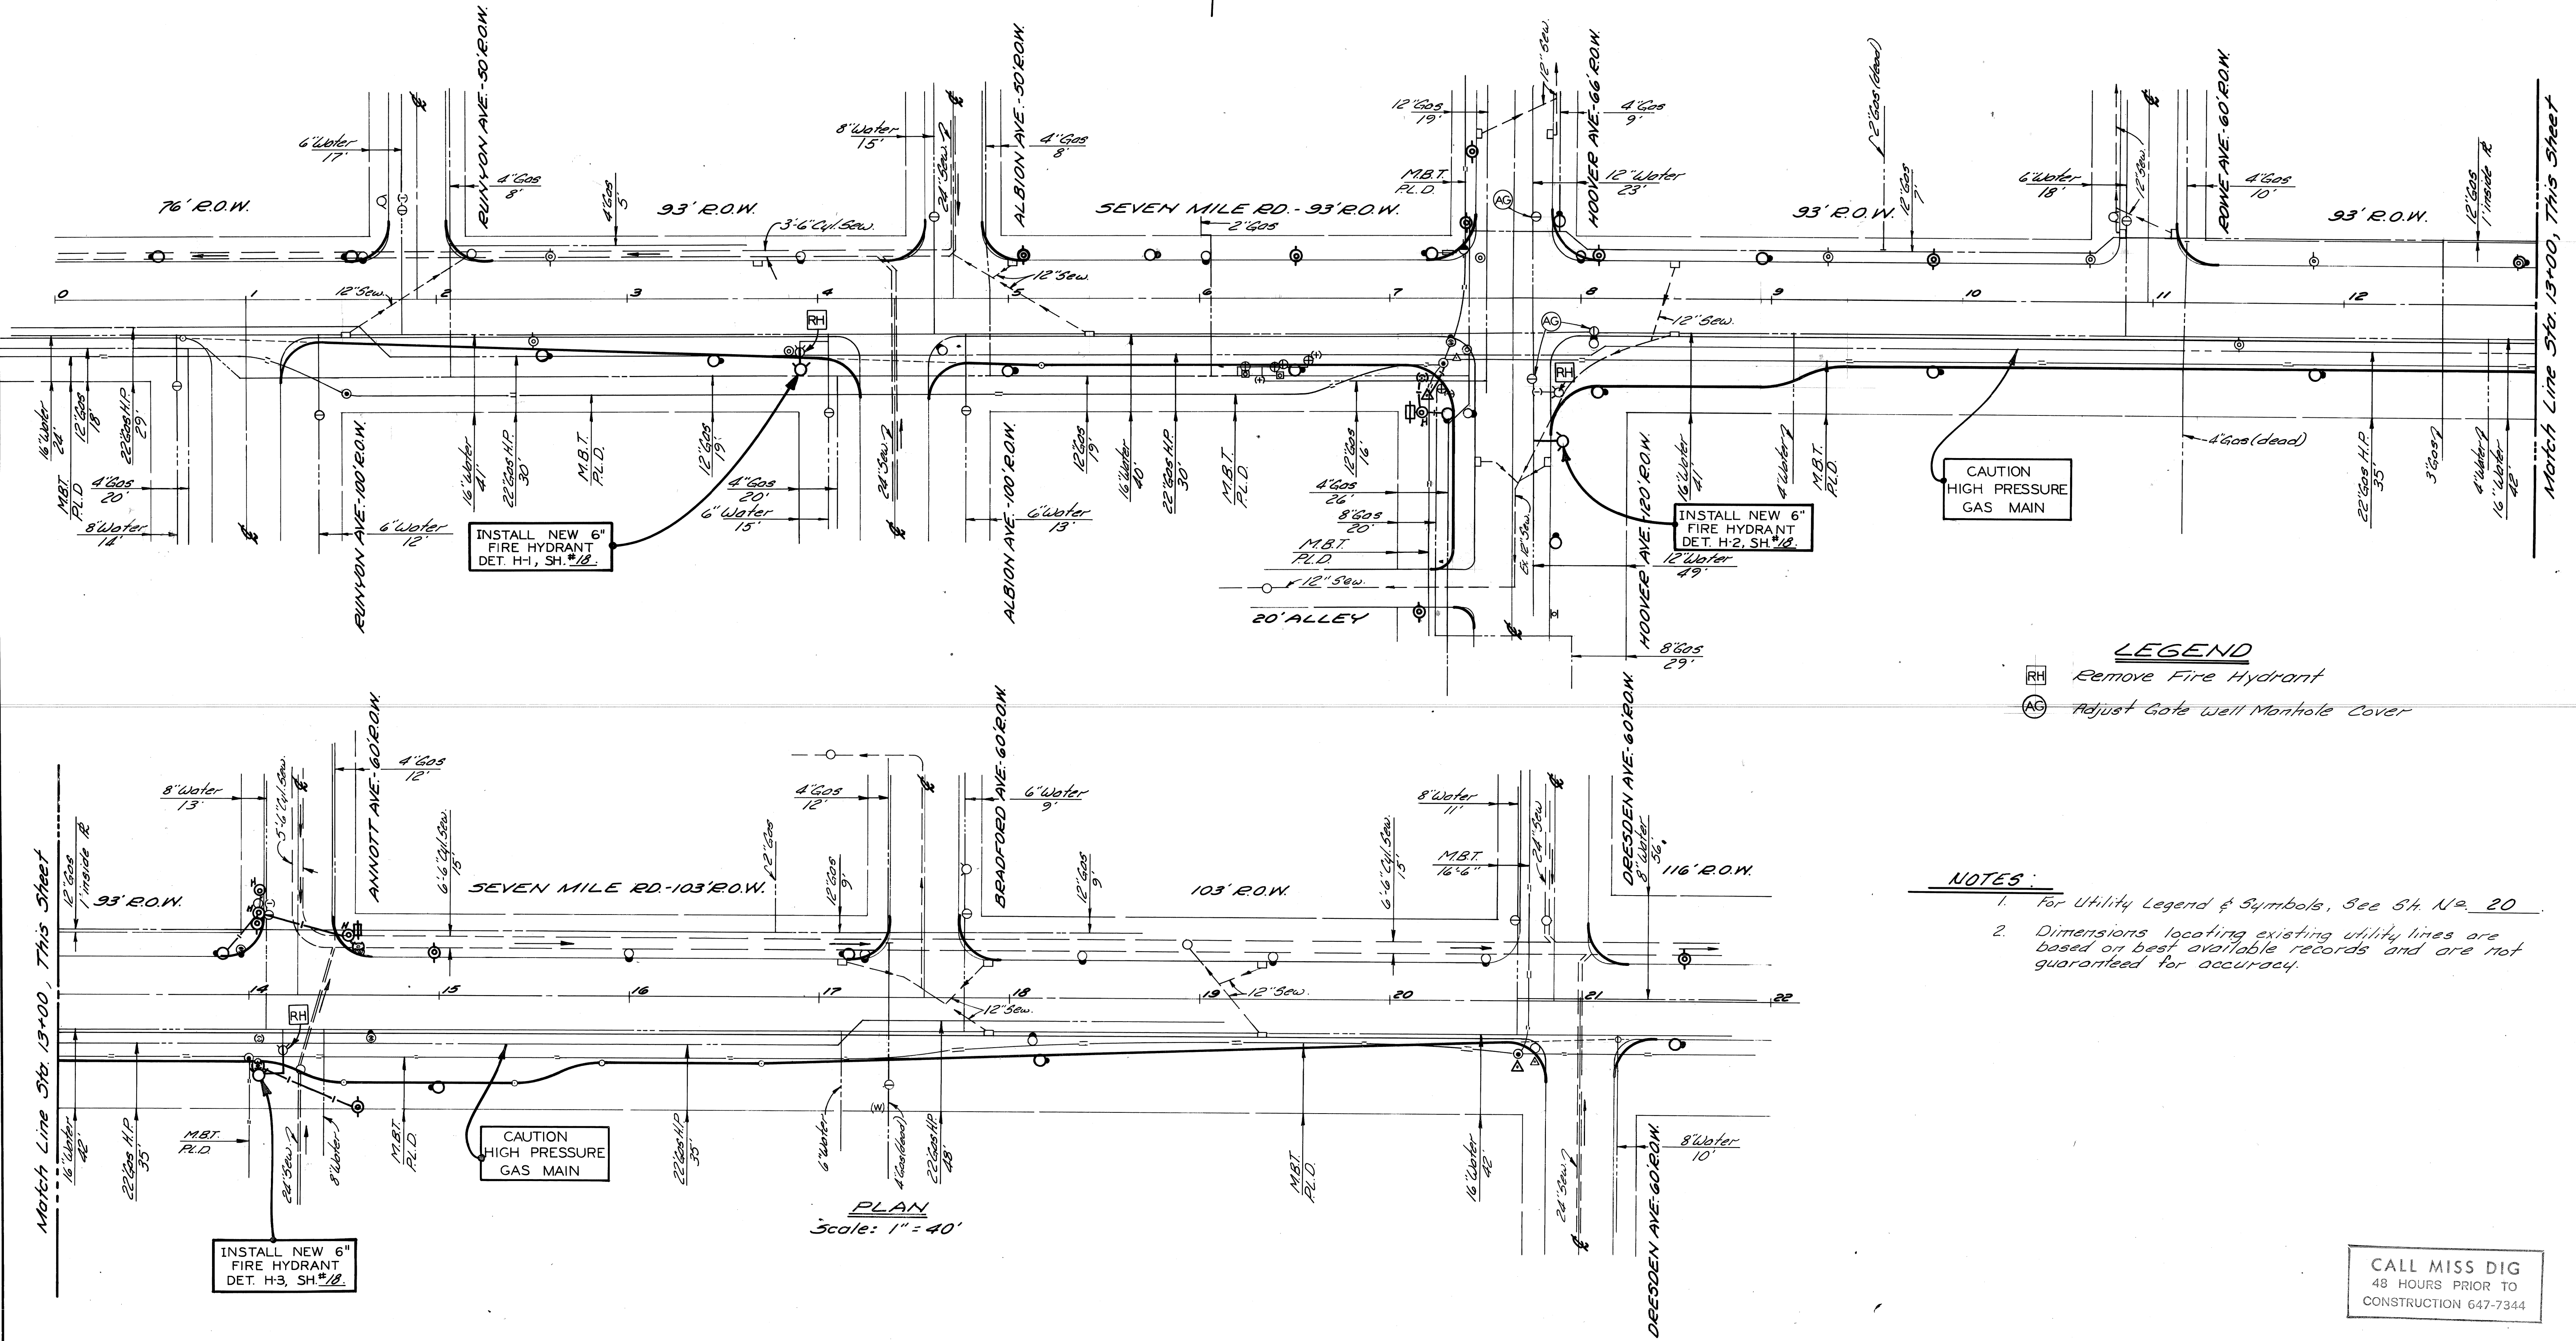 RUNYON AVE.-50'R.O.W.
ALBION AVE.-50'R.O.W.
HOOVER AVE.-66'R.O.W.
ROWE AVE.-60'R.O.W.
Match Line Sta. 13+00, This Sheet
12"Sew
2"Gas (dead)
12"Gas
19'
4"Gas
9'
6"Water
17'
8"Water
15'
24"Sew.
4"Gas
8'
4"Gas
8'
4"Gas
5'
M.B.T.
P.L.D.
12"Water
23'
AG
12"Gas
7'
6"Water
18'
12"Sew.
4"Gas
10'
12"Gas
1'inside PL
76' R.O.W.
93' R.O.W.
3'-6"Cyl.Sew.
SEVEN MILE RD.-93'R.O.W.
2"Gas
93' R.O.W.
93' R.O.W.
12"Sew.
12"Sew.
0
1
2
3
4
5
6
7
8
9
10
11
12
RH
AG
12"Sew.
RH
16"Water
24'
M.B.T.
P.L.D
12"Gas
18'
22"Gas H.P.
29'
4"Gas
20'
8"Water
14'
℄
RUNYON AVE.-100'R.O.W.
6"Water
12'
16"Water
41'
22"Gas H.P.
30'
M.B.T.
P.L.D.
12"Gas
19'
4"Gas
20'
6"Water
15'
24"Sew.
℄
INSTALL NEW 6"
FIRE HYDRANT
DET. H-1, SH.#18.
ALBION AVE.-100'R.O.W.
6"Water
13'
12"Gas
19'
16"Water
40'
22"Gas H.P.
30'
M.B.T.
P.L.D.
12"Gas
16'
4"Gas
26'
8"Gas
20'
M.B.T.
P.L.D.
12"Sew.
20'ALLEY
Ex.12"Sew.
℄
HOOVER AVE.-120'R.O.W.
16"Water
41'
4"Water
M.B.T.
P.L.D.
INSTALL NEW 6"
FIRE HYDRANT
DET. H-2, SH.#18.
12"Water
49'
8"Gas
29'
CAUTION
HIGH PRESSURE
GAS MAIN
4"Gas(dead)
22"Gas H.P.
35'
3"Gas
4"Water
16"Water
42'
LEGEND
RH Remove Fire Hydrant
AG Adjust Gate Well Manhole Cover
Match Line Sta. 13+00, This Sheet
ANNOTT AVE.-60'R.O.W.
BRADFORD AVE.-60'R.O.W.
DRESDEN AVE.-60'R.O.W.
12"Gas
1'inside PL
8"Water
13'
5'-6"Cyl.Sew.
℄
4"Gas
12'
6'-6"Cyl.Sew.
15'
2"Gas
4"Gas
12'
12"Gas
9'
℄
6"Water
9'
12"Gas
9'
8"Water
11'
6'-6"Cyl.Sew.
15'
M.B.T.
16'-6"
24"Sew
℄
8"Water
56'
93' R.O.W.
SEVEN MILE RD.-103'R.O.W.
103' R.O.W.
116' R.O.W.
14
15
16
17
18
19
20
21
22
RH
12"Sew.
12"Sew.
16"Water
42'
22"Gas H.P.
35'
M.B.T.
P.L.D.
24"Sew.
8"Water
M.B.T.
P.L.D.
CAUTION
HIGH PRESSURE
GAS MAIN
22"Gas H.P.
35'
6"Water
(W)
4"Gas(dead)
22"Gas H.P.
48'
M.B.T.
P.L.D.
16"Water
42'
24"Sew.
℄
8"Water
10'
DRESDEN AVE.-60'R.O.W.
INSTALL NEW 6"
FIRE HYDRANT
DET. H-3, SH.#18.
PLAN
Scale: 1" = 40'
NOTES:
1. For Utility Legend & Symbols, See Sh. No. 20.
2. Dimensions locating existing utility lines are
based on best available records and are not
guaranteed for accuracy.
CALL MISS DIG
48 HOURS PRIOR TO
CONSTRUCTION 647-7344